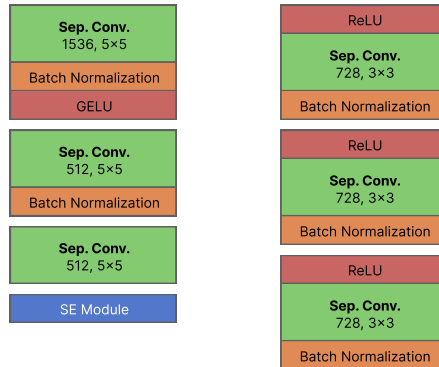 Sep. Conv.
1536, 5×5
Batch Normalization
GELU
Sep. Conv.
512, 5×5
Batch Normalization
Sep. Conv.
512, 5×5
SE Module
ReLU
Sep. Conv.
728, 3×3
Batch Normalization
ReLU
Sep. Conv.
728, 3×3
Batch Normalization
ReLU
Sep. Conv.
728, 3×3
Batch Normalization